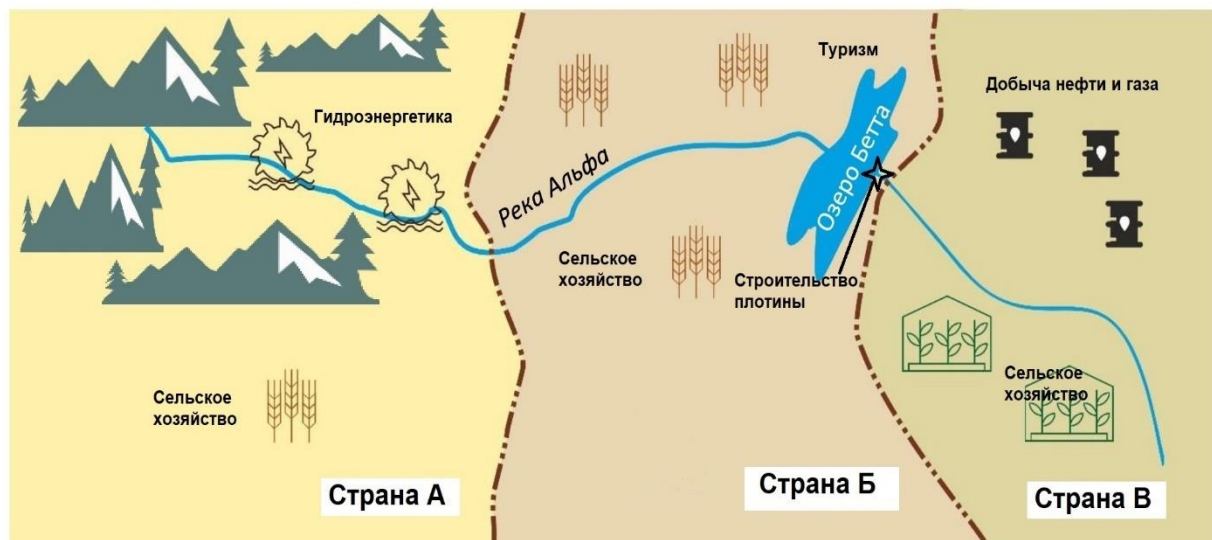 Туризм
Добыча нефти и газа
Гидроэнергетика
Река Альфа
Озеро Бетта
Сельское
хозяйство
Строительство
плотины
Сельское
хозяйство
Сельское
хозяйство
Страна А
Страна Б
Страна В